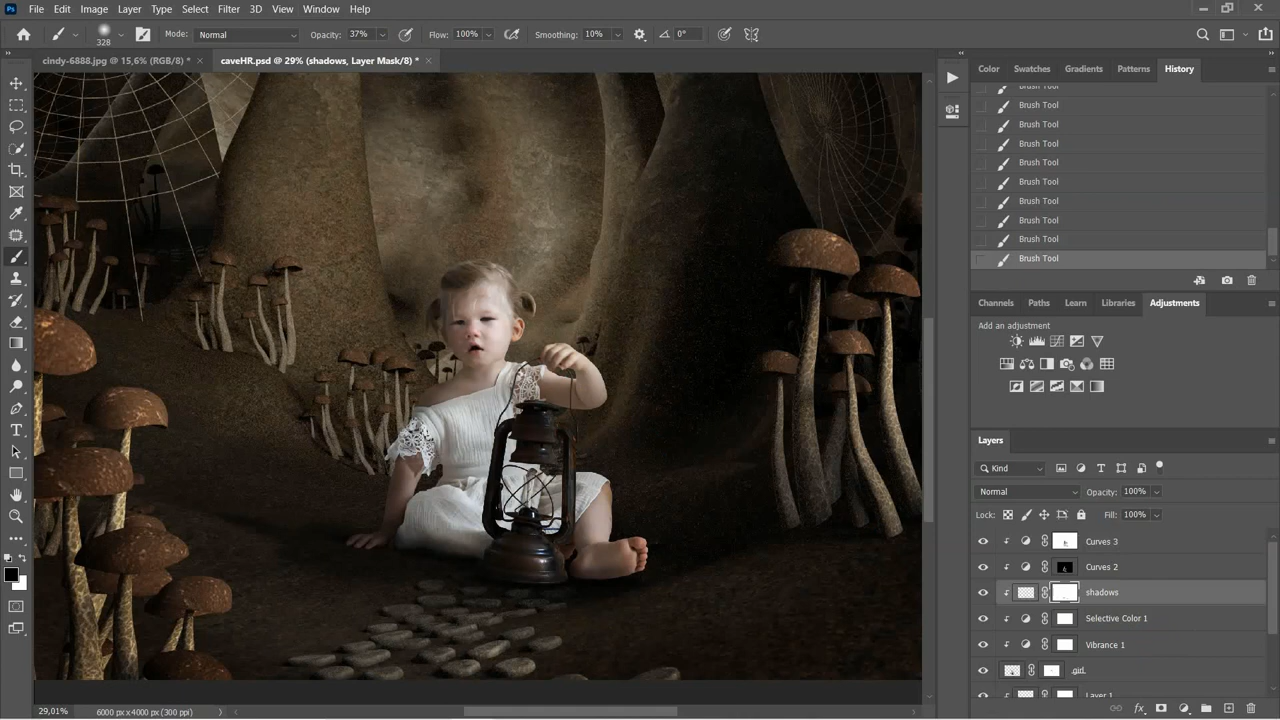 Ps File Edit Image Layer Type Select Filter 3D View Window Help
328 Mode: Normal Opacity: 37% Flow: 100% Smoothing: 10% 0°
cindy-6888.jpg @ 15,6% (RGB/8) * × caveHR.psd @ 29% (shadows, Layer Mask/8) * ×
Color Swatches Gradients Patterns History
Brush Tool
Brush Tool
Brush Tool
Brush Tool
Brush Tool
Brush Tool
Brush Tool
Brush Tool
Brush Tool
Brush Tool
Channels Paths Learn Libraries Adjustments
Add an adjustment
Layers
Kind
Normal Opacity: 100%
Lock: Fill: 100%
Curves 3
Curves 2
shadows
Selective Color 1
Vibrance 1
girl
Layer 1
29,01% 6000 px x 4000 px (300 ppi)